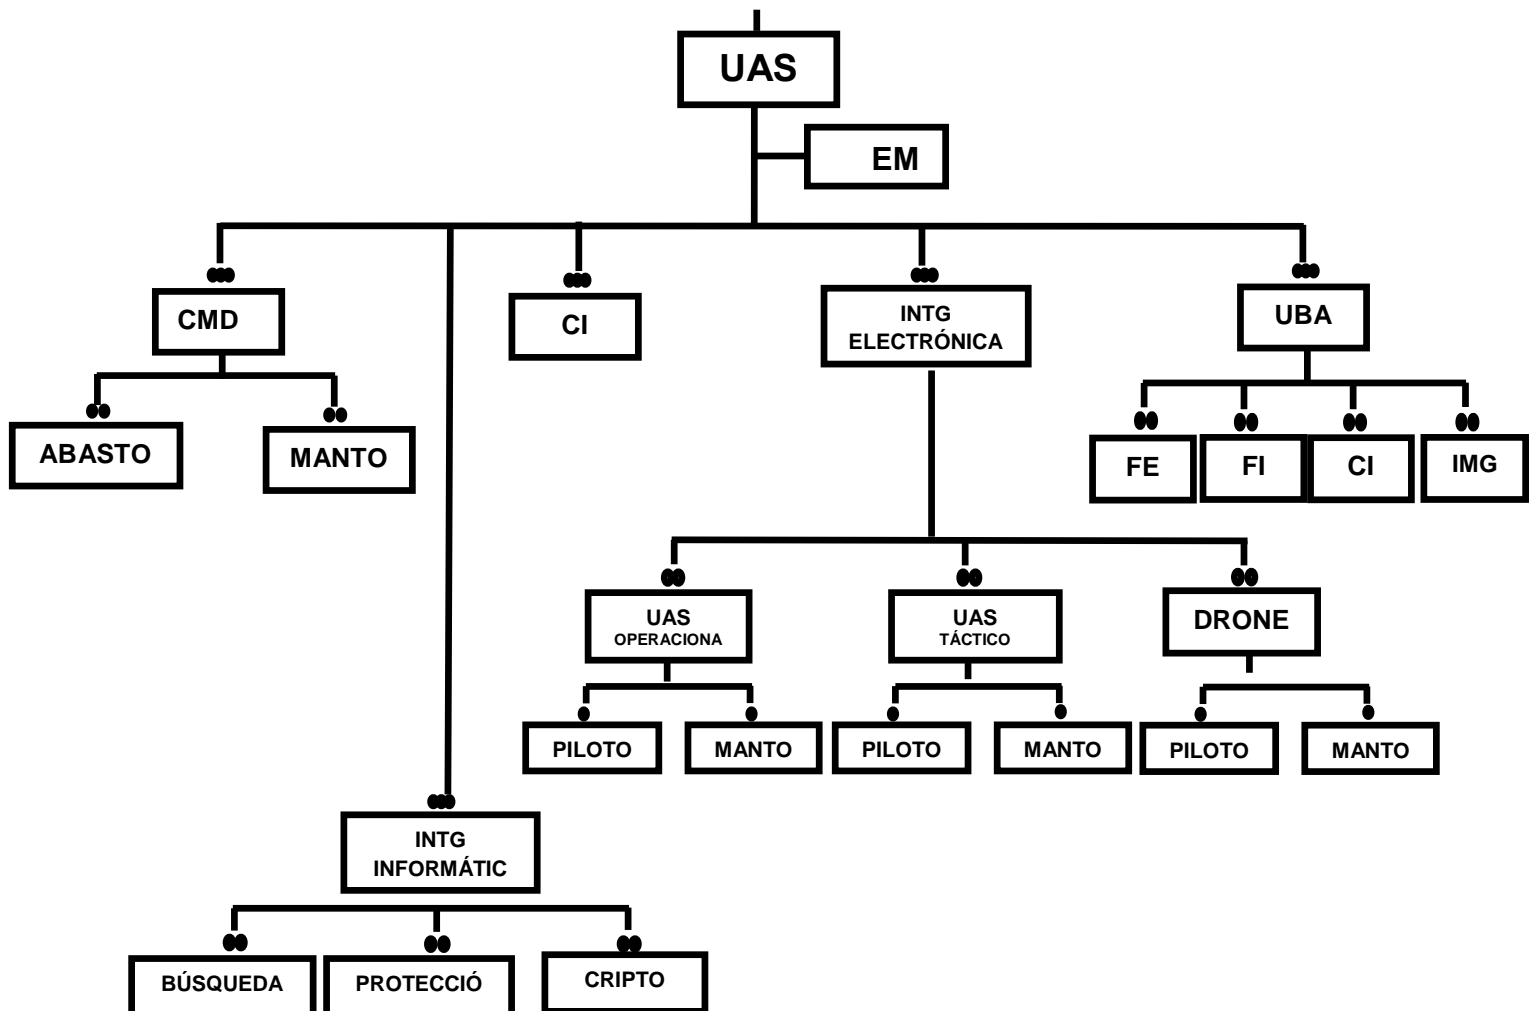 UAS
EM
CMD
CI
INTG
ELECTRÓNICA
UBA
ABASTO
MANTO
FE
FI
CI
IMG
UAS
OPERACIONA
UAS
TÁCTICO
DRONE
PILOTO
MANTO
PILOTO
MANTO
PILOTO
MANTO
INTG
INFORMÁTIC
BÚSQUEDA
PROTECCIÓ
CRIPTO